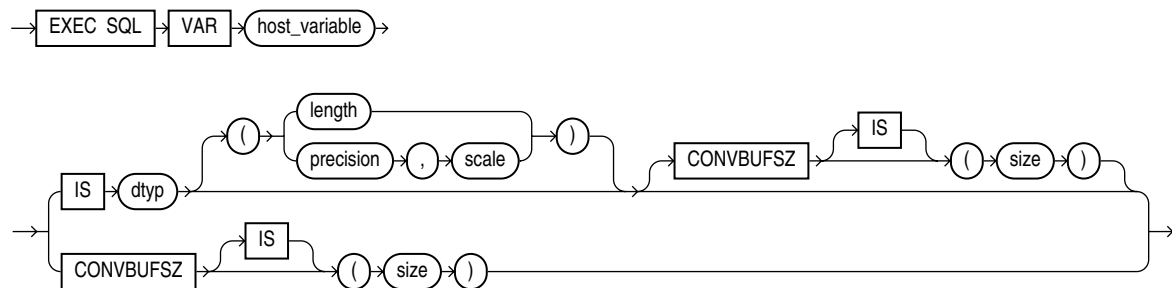 EXEC SQL VAR host_variable
length
( precision , scale )
IS
CONVBUFSZ ( size )
IS dtyp
IS
CONVBUFSZ ( size )